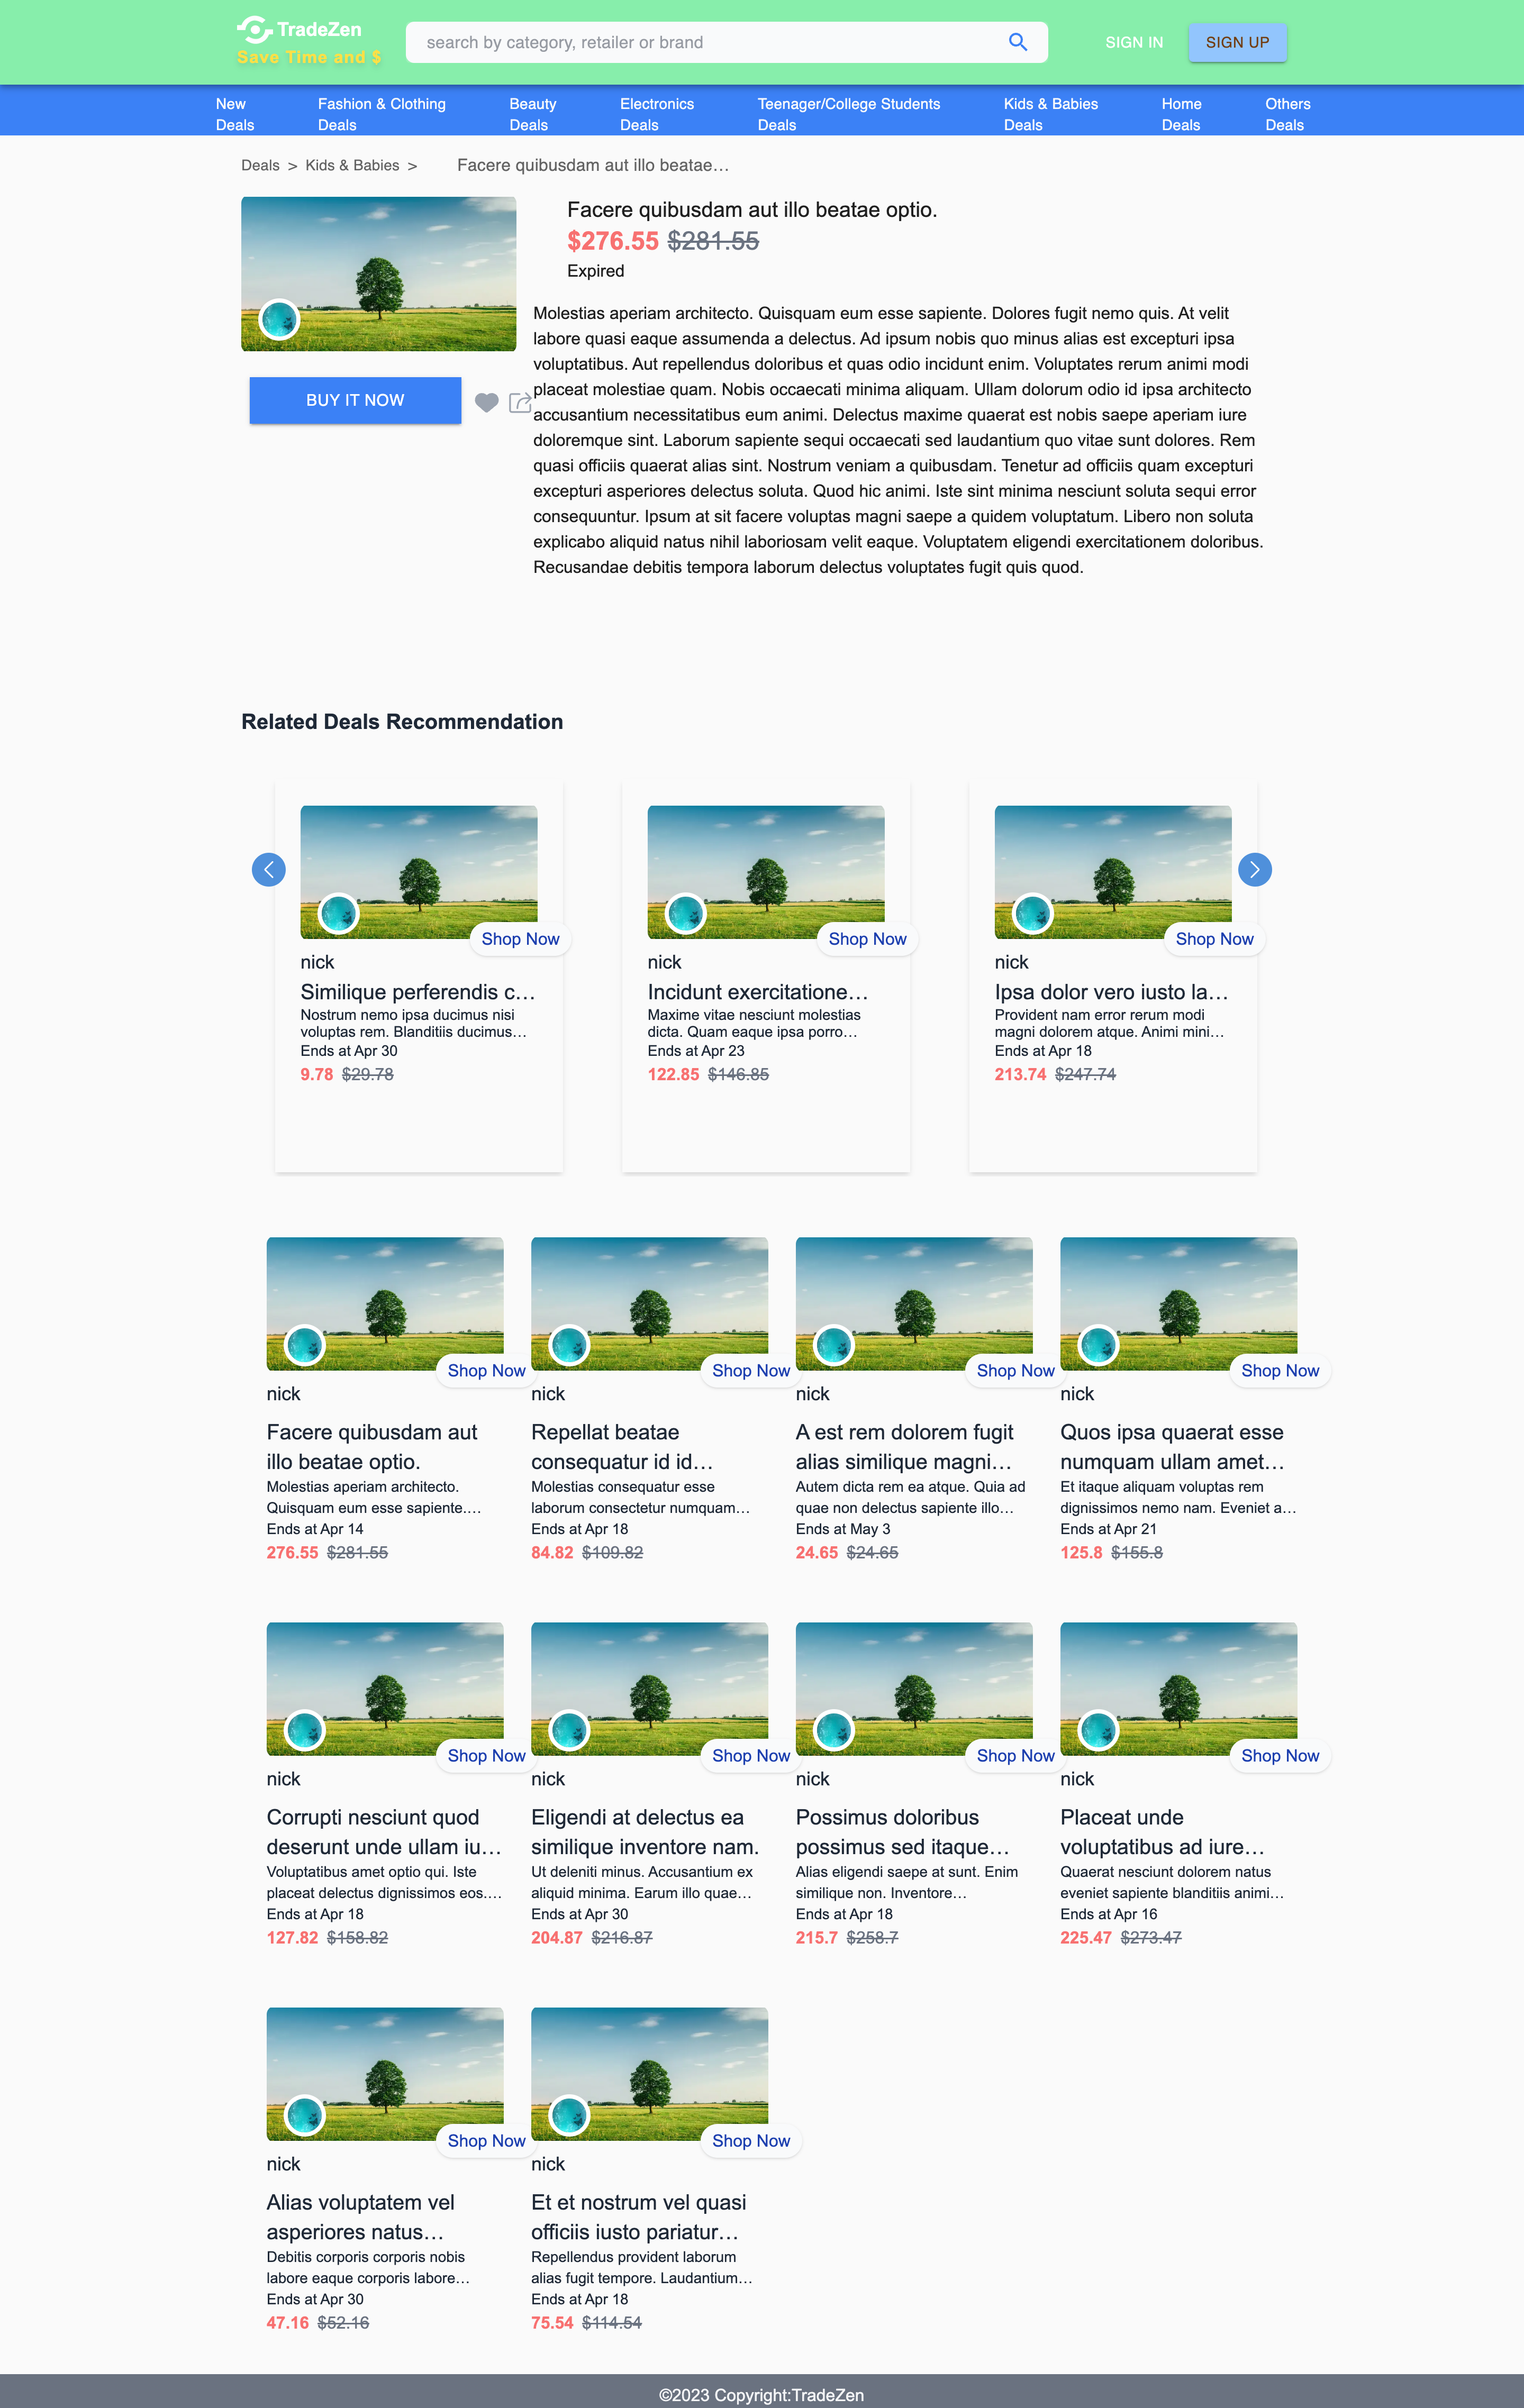 TradeZen
Save Time and $
search by category, retailer or brand
SIGN IN
SIGN UP
New Deals
Fashion & Clothing Deals
Beauty Deals
Electronics Deals
Teenager/College Students Deals
Kids & Babies Deals
Home Deals
Others Deals
Deals > Kids & Babies > Facere quibusdam aut illo beatae…
Facere quibusdam aut illo beatae optio.
$276.55 $281.55
Expired
BUY IT NOW
Molestias aperiam architecto. Quisquam eum esse sapiente. Dolores fugit nemo quis. At velit
labore quasi eaque assumenda a delectus. Ad ipsum nobis quo minus alias est excepturi ipsa
voluptatibus. Aut repellendus doloribus et quas odio incidunt enim. Voluptates rerum animi modi
placeat molestiae quam. Nobis occaecati minima aliquam. Ullam dolorum odio id ipsa architecto
accusantium necessitatibus eum animi. Delectus maxime quaerat est nobis saepe aperiam iure
doloremque sint. Laborum sapiente sequi occaecati sed laudantium quo vitae sunt dolores. Rem
quasi officiis quaerat alias sint. Nostrum veniam a quibusdam. Tenetur ad officiis quam excepturi
excepturi asperiores delectus soluta. Quod hic animi. Iste sint minima nesciunt soluta sequi error
consequuntur. Ipsum at sit facere voluptas magni saepe a quidem voluptatum. Libero non soluta
explicabo aliquid natus nihil laboriosam velit eaque. Voluptatem eligendi exercitationem doloribus.
Recusandae debitis tempora laborum delectus voluptates fugit quis quod.
Related Deals Recommendation
Shop Now
nick
Similique perferendis c…
Nostrum nemo ipsa ducimus nisi
voluptas rem. Blanditiis ducimus…
Ends at Apr 30
9.78 $29.78
Shop Now
nick
Incidunt exercitatione…
Maxime vitae nesciunt molestias
dicta. Quam eaque ipsa porro…
Ends at Apr 23
122.85 $146.85
Shop Now
nick
Ipsa dolor vero iusto la…
Provident nam error rerum modi
magni dolorem atque. Animi mini…
Ends at Apr 18
213.74 $247.74
Shop Now
nick
Facere quibusdam aut
illo beatae optio.
Molestias aperiam architecto.
Quisquam eum esse sapiente.…
Ends at Apr 14
276.55 $281.55
Shop Now
nick
Repellat beatae
consequatur id id…
Molestias consequatur esse
laborum consectetur numquam…
Ends at Apr 18
84.82 $109.82
Shop Now
nick
A est rem dolorem fugit
alias similique magni…
Autem dicta rem ea atque. Quia ad
quae non delectus sapiente illo…
Ends at May 3
24.65 $24.65
Shop Now
nick
Quos ipsa quaerat esse
numquam ullam amet…
Et itaque aliquam voluptas rem
dignissimos nemo nam. Eveniet a…
Ends at Apr 21
125.8 $155.8
Shop Now
nick
Corrupti nesciunt quod
deserunt unde ullam iu…
Voluptatibus amet optio qui. Iste
placeat delectus dignissimos eos.…
Ends at Apr 18
127.82 $158.82
Shop Now
nick
Eligendi at delectus ea
similique inventore nam.
Ut deleniti minus. Accusantium ex
aliquid minima. Earum illo quae…
Ends at Apr 30
204.87 $216.87
Shop Now
nick
Possimus doloribus
possimus sed itaque…
Alias eligendi saepe at sunt. Enim
similique non. Inventore…
Ends at Apr 18
215.7 $258.7
Shop Now
nick
Placeat unde
voluptatibus ad iure…
Quaerat nesciunt dolorem natus
eveniet sapiente blanditiis animi…
Ends at Apr 16
225.47 $273.47
Shop Now
nick
Alias voluptatem vel
asperiores natus…
Debitis corporis corporis nobis
labore eaque corporis labore…
Ends at Apr 30
47.16 $52.16
Shop Now
nick
Et et nostrum vel quasi
officiis iusto pariatur…
Repellendus provident laborum
alias fugit tempore. Laudantium…
Ends at Apr 18
75.54 $114.54
©2023 Copyright:TradeZen